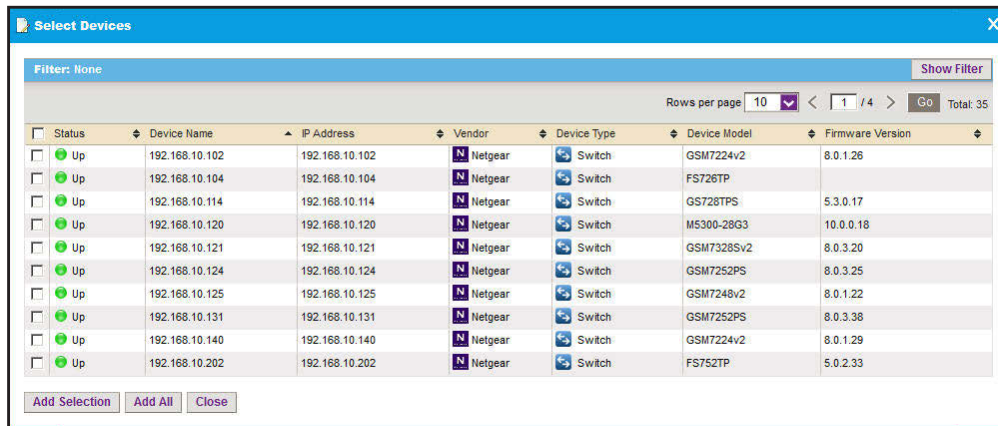 Select Devices X
Filter: None Show Filter
Rows per page 10 < 1 / 4 > Go Total: 35
Status Device Name IP Address Vendor Device Type Device Model Firmware Version
Up 192.168.10.102 192.168.10.102 N Netgear Switch GSM7224v2 8.0.1.26
Up 192.168.10.104 192.168.10.104 N Netgear Switch FS726TP
Up 192.168.10.114 192.168.10.114 N Netgear Switch GS728TPS 5.3.0.17
Up 192.168.10.120 192.168.10.120 N Netgear Switch M5300-28G3 10.0.0.18
Up 192.168.10.121 192.168.10.121 N Netgear Switch GSM7328Sv2 8.0.3.20
Up 192.168.10.124 192.168.10.124 N Netgear Switch GSM7252PS 8.0.3.25
Up 192.168.10.125 192.168.10.125 N Netgear Switch GSM7248v2 8.0.1.22
Up 192.168.10.131 192.168.10.131 N Netgear Switch GSM7252PS 8.0.3.38
Up 192.168.10.140 192.168.10.140 N Netgear Switch GSM7224v2 8.0.1.29
Up 192.168.10.202 192.168.10.202 N Netgear Switch FS752TP 5.0.2.33
Add Selection Add All Close